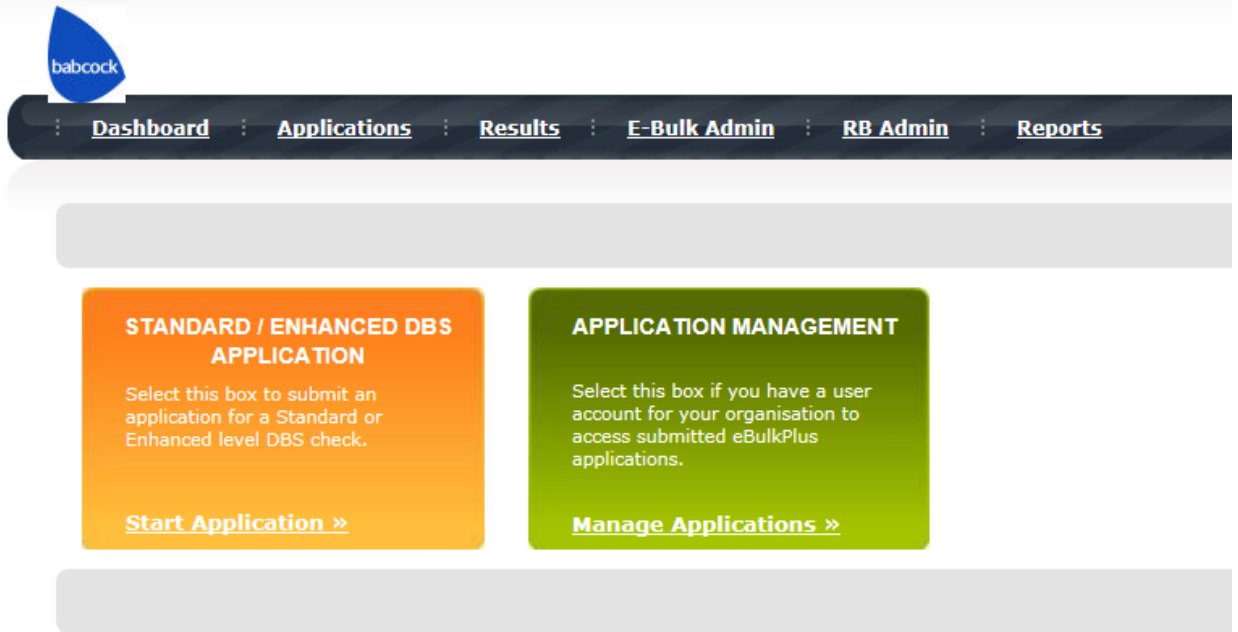 babcock
Dashboard Applications Results E-Bulk Admin RB Admin Reports
STANDARD / ENHANCED DBS
APPLICATION
Select this box to submit an
application for a Standard or
Enhanced level DBS check.
Start Application »
APPLICATION MANAGEMENT
Select this box if you have a user
account for your organisation to
access submitted eBulkPlus
applications.
Manage Applications »